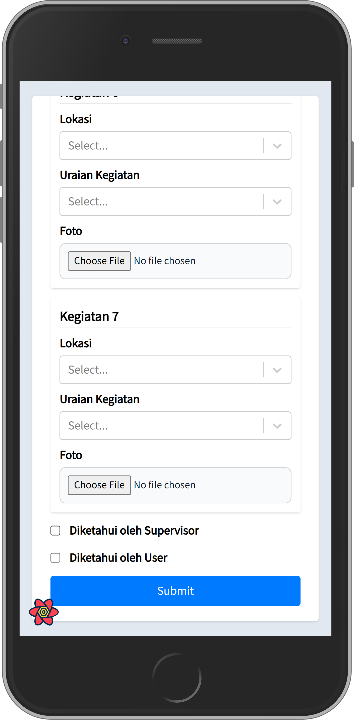 Lokasi
Select...
Uraian Kegiatan
Select...
Foto
Choose File No file chosen
Kegiatan 7
Lokasi
Select...
Uraian Kegiatan
Select...
Foto
Choose File No file chosen
Diketahui oleh Supervisor
Diketahui oleh User
Submit